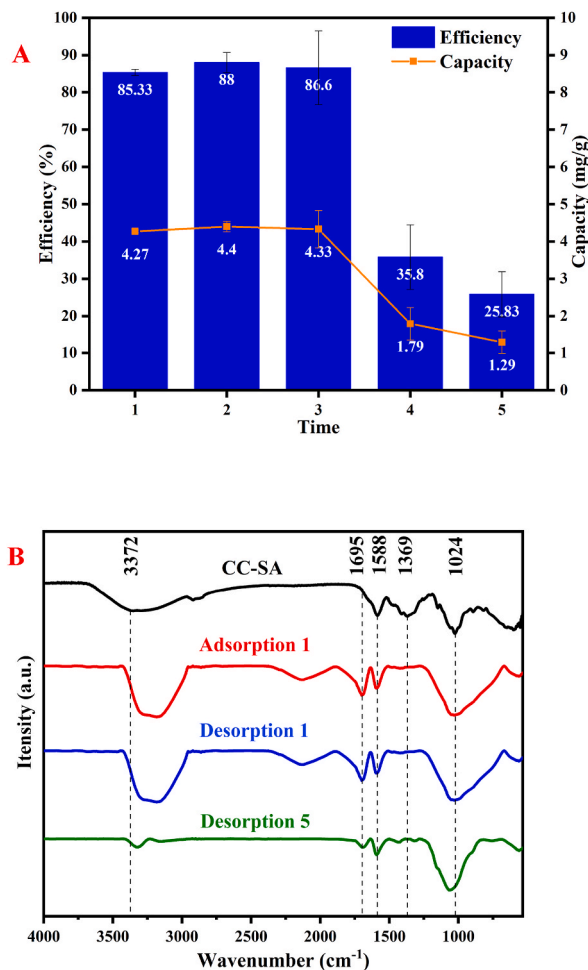 A
Efficiency
Capacity
100
90
80
70
60
50
40
30
20
10
0
Efficiency (%)
85.33
88
86.6
35.8
25.83
4.27
4.4
4.33
1.79
1.29
10
9
8
7
6
5
4
3
2
1
0
Capacity (mg/g)
1 2 3 4 5
Time
B
3372
1695
1588
1369
1024
CC-SA
Adsorption 1
Desorption 1
Desorption 5
Itensity (a.u.)
4000 3500 3000 2500 2000 1500 1000
Wavenumber (cm⁻¹)